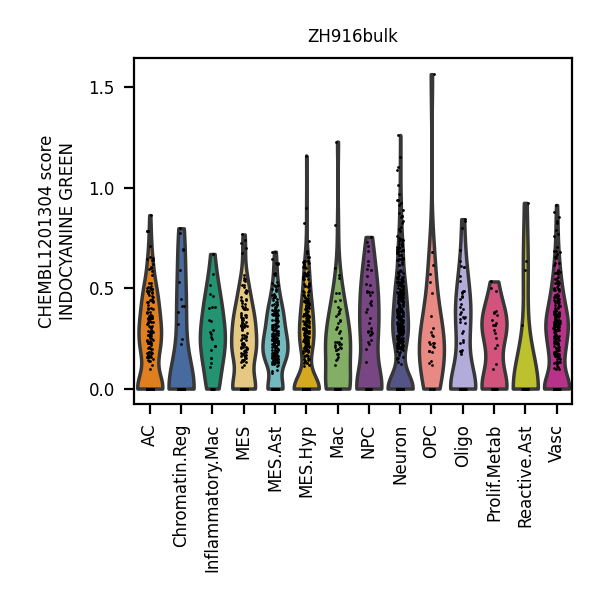 ZH916bulk
CHEMBL1201304 score
INDOCYANINE GREEN
1.5
1.0
0.5
0.0
AC
Chromatin.Reg
Inflammatory.Mac
MES
MES.Ast
MES.Hyp
Mac
NPC
Neuron
OPC
Oligo
Prolif.Metab
Reactive.Ast
Vasc